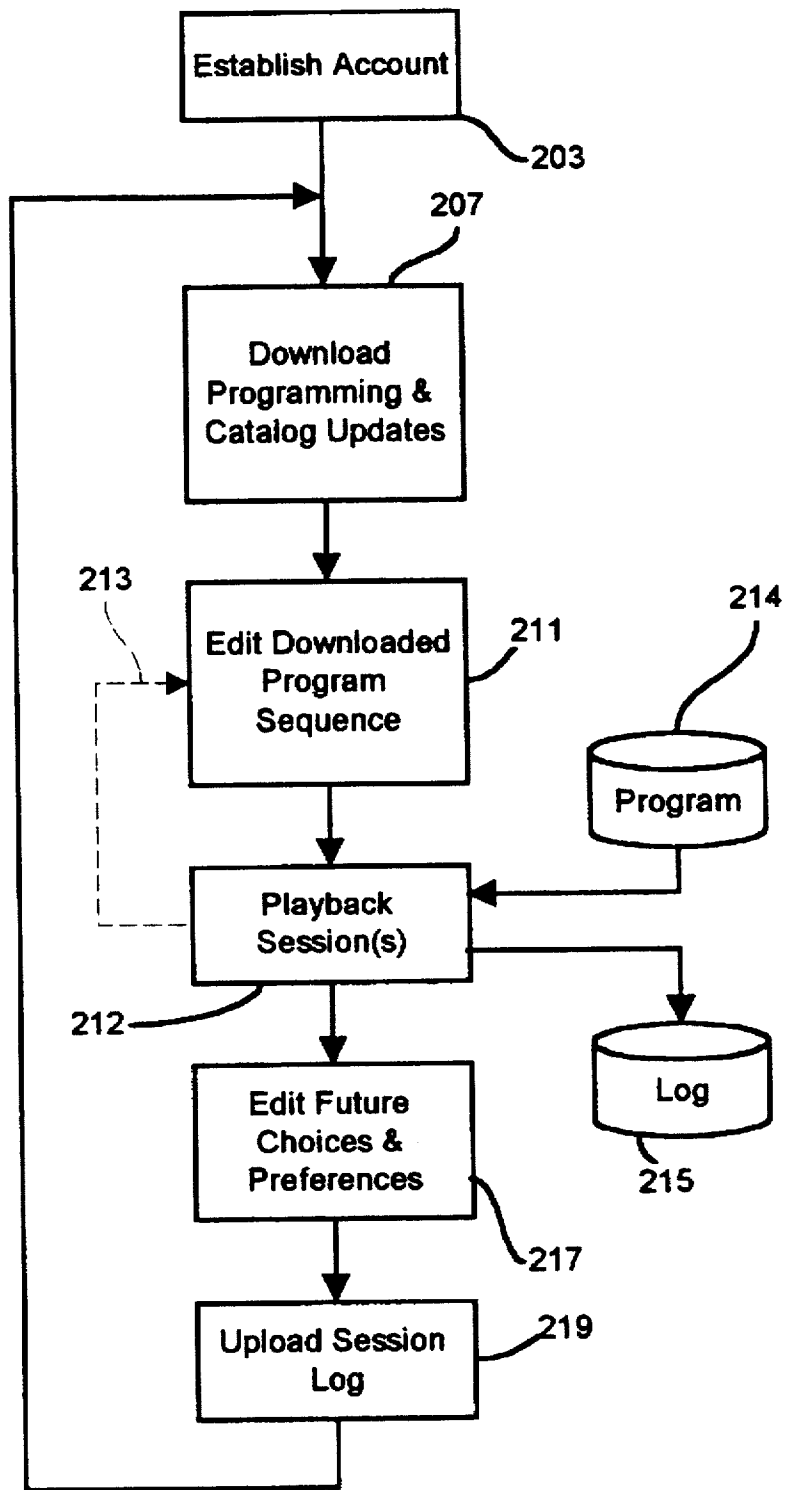 Establish Account
203
207
Download
Programming &
Catalog Updates
213
Edit Downloaded
Program
Sequence
211
214
Program
Playback
Session(s)
212
Log
215
Edit Future
Choices &
Preferences
217
Upload Session
Log
219